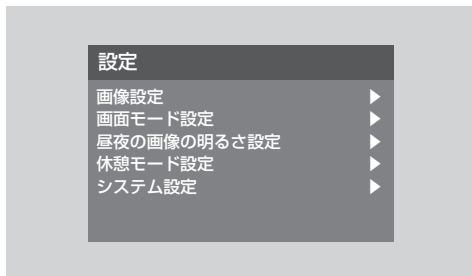 設定
画像設定 ▶
画面モード設定 ▶
昼夜の画像の明るさ設定 ▶
休憩モード設定 ▶
システム設定 ▶